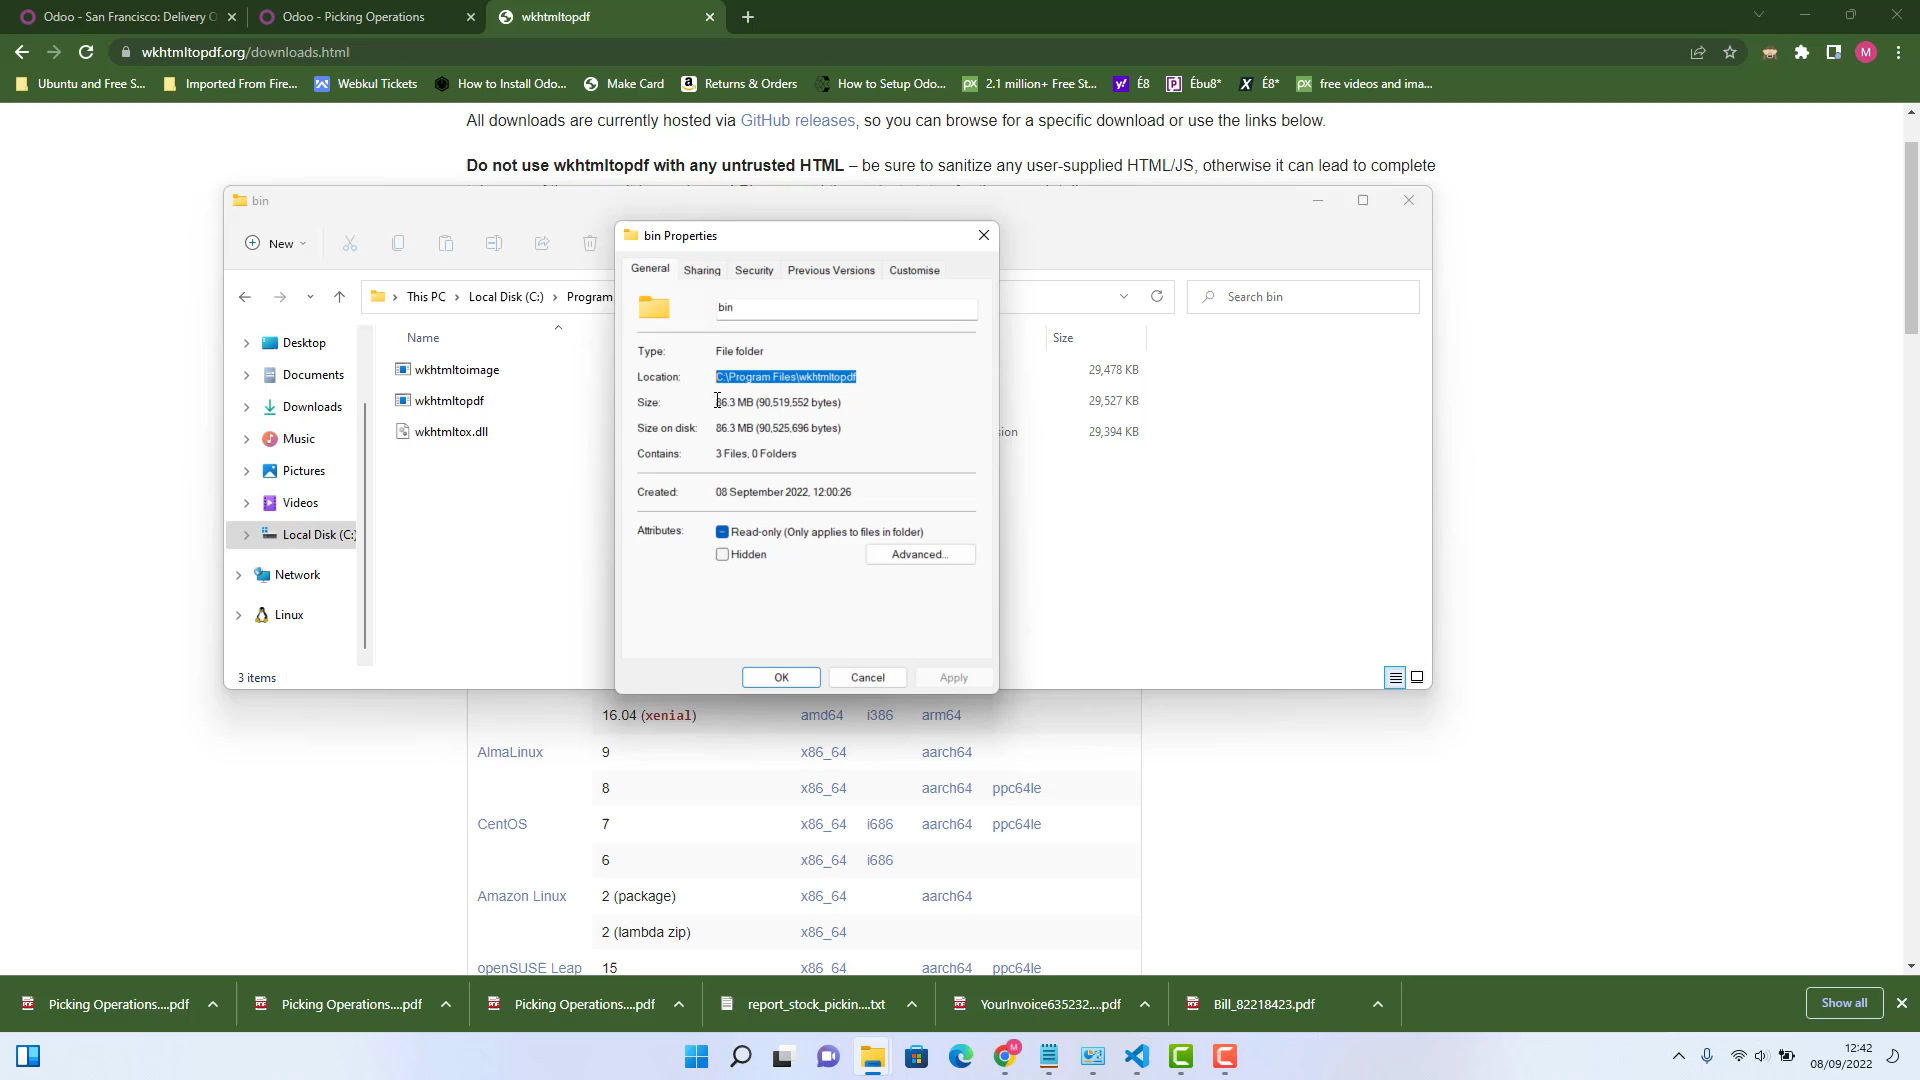 Odoo - San Francisco: Delivery O
Odoo - Picking Operations
wkhtmltopdf
wkhtmltopdf.org/downloads.html
M
Ubuntu and Free S...
Imported From Fire...
Webkul Tickets
How to Install Odo...
Make Card
Returns & Orders
How to Setup Odo...
2.1 million+ Free St...
É8
Ébu8*
É8*
free videos and ima...
All downloads are currently hosted via GitHub releases, so you can browse for a specific download or use the links below.
Do not use wkhtmltopdf with any untrusted HTML – be sure to sanitize any user-supplied HTML/JS, otherwise it can lead to complete
bin
New
bin Properties
General
Sharing
Security
Previous Versions
Customise
This PC
Local Disk (C:)
Program
Search bin
bin
Desktop
Documents
Downloads
Music
Pictures
Videos
Local Disk (C:)
Network
Linux
Name
Size
wkhtmltoimage
29,478 KB
wkhtmltopdf
29,527 KB
wkhtmltox.dll
sion
29,394 KB
Type: File folder
Location: C:\Program Files\wkhtmltopdf
Size: 86.3 MB (90,519,552 bytes)
Size on disk: 86.3 MB (90,525,696 bytes)
Contains: 3 Files, 0 Folders
Created: 08 September 2022, 12:00:26
Attributes: Read-only (Only applies to files in folder)
Hidden
Advanced...
OK
Cancel
Apply
3 items
16.04 (xenial) amd64 i386 arm64
AlmaLinux 9 x86_64 aarch64
8 x86_64 aarch64 ppc64le
CentOS 7 x86_64 i686 aarch64 ppc64le
6 x86_64 i686
Amazon Linux 2 (package) x86_64 aarch64
2 (lambda zip) x86_64
openSUSE Leap 15 x86_64 aarch64 ppc64le
Picking Operations....pdf
Picking Operations....pdf
Picking Operations....pdf
report_stock_pickin....txt
YourInvoice635232....pdf
Bill_82218423.pdf
Show all
12:42
08/09/2022